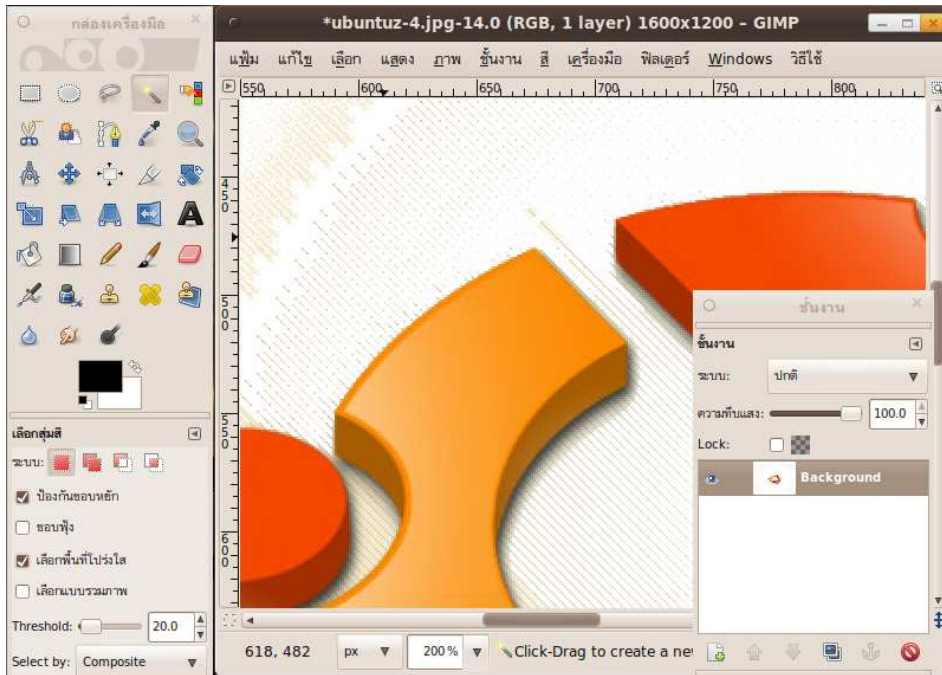 กล่องเครื่องมือ
*ubuntuz-4.jpg-14.0 (RGB, 1 layer) 1600x1200 – GIMP
แฟ้ม แก้ไข เลือก แสดง ภาพ ชั้นงาน สี เครื่องมือ ฟิลเตอร์ Windows วิธีใช้
550 600 650 700 750 800
450
500
550
600
ชั้นงาน
ชั้นงาน
ระบบ: ปกติ
ความทึบแสง: 100.0
Lock:
Background
เลือกสุ่มสี
ระบบ:
ป้องกันขอบหยัก
ขอบฟุ้ง
เลือกพื้นที่โปร่งใส
เลือกแบบรวมภาพ
Threshold: 20.0
Select by: Composite
618, 482 px 200% Click-Drag to create a ne